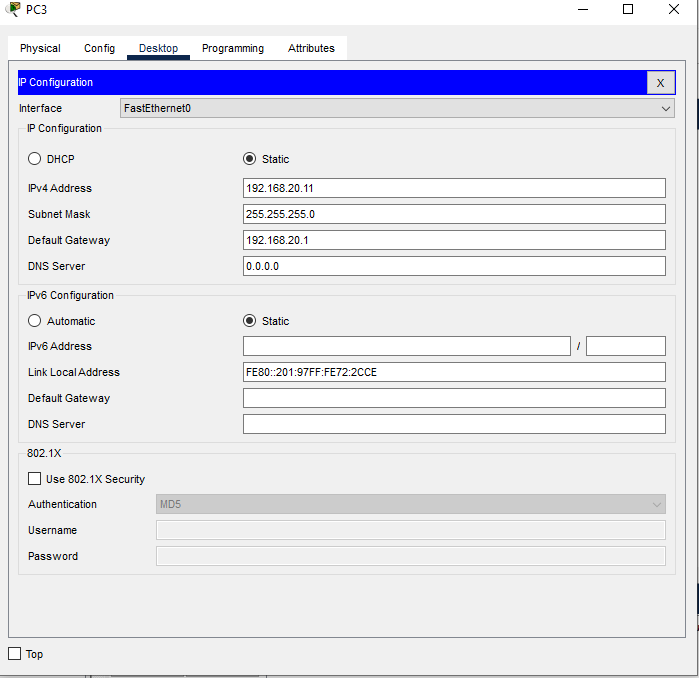 PC3
Physical Config Desktop Programming Attributes
IP Configuration X
Interface FastEthernet0
IP Configuration
DHCP Static
IPv4 Address 192.168.20.11
Subnet Mask 255.255.255.0
Default Gateway 192.168.20.1
DNS Server 0.0.0.0
IPv6 Configuration
Automatic Static
IPv6 Address /
Link Local Address FE80::201:97FF:FE72:2CCE
Default Gateway
DNS Server
802.1X
Use 802.1X Security
Authentication MD5
Username
Password
Top